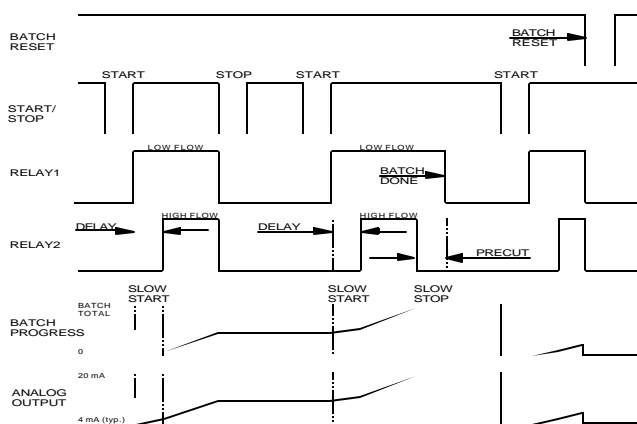 BATCH
RESET
BATCH
RESET
START STOP START START
START/
STOP
LOW FLOW LOW FLOW
RELAY1
BATCH
DONE
HIGH FLOW HIGH FLOW
DELAY DELAY
RELAY2
PRECUT
SLOW
START
SLOW
START
SLOW
STOP
BATCH
TOTAL
BATCH
PROGRESS
0
20 mA
ANALOG
OUTPUT
4 mA (typ.)